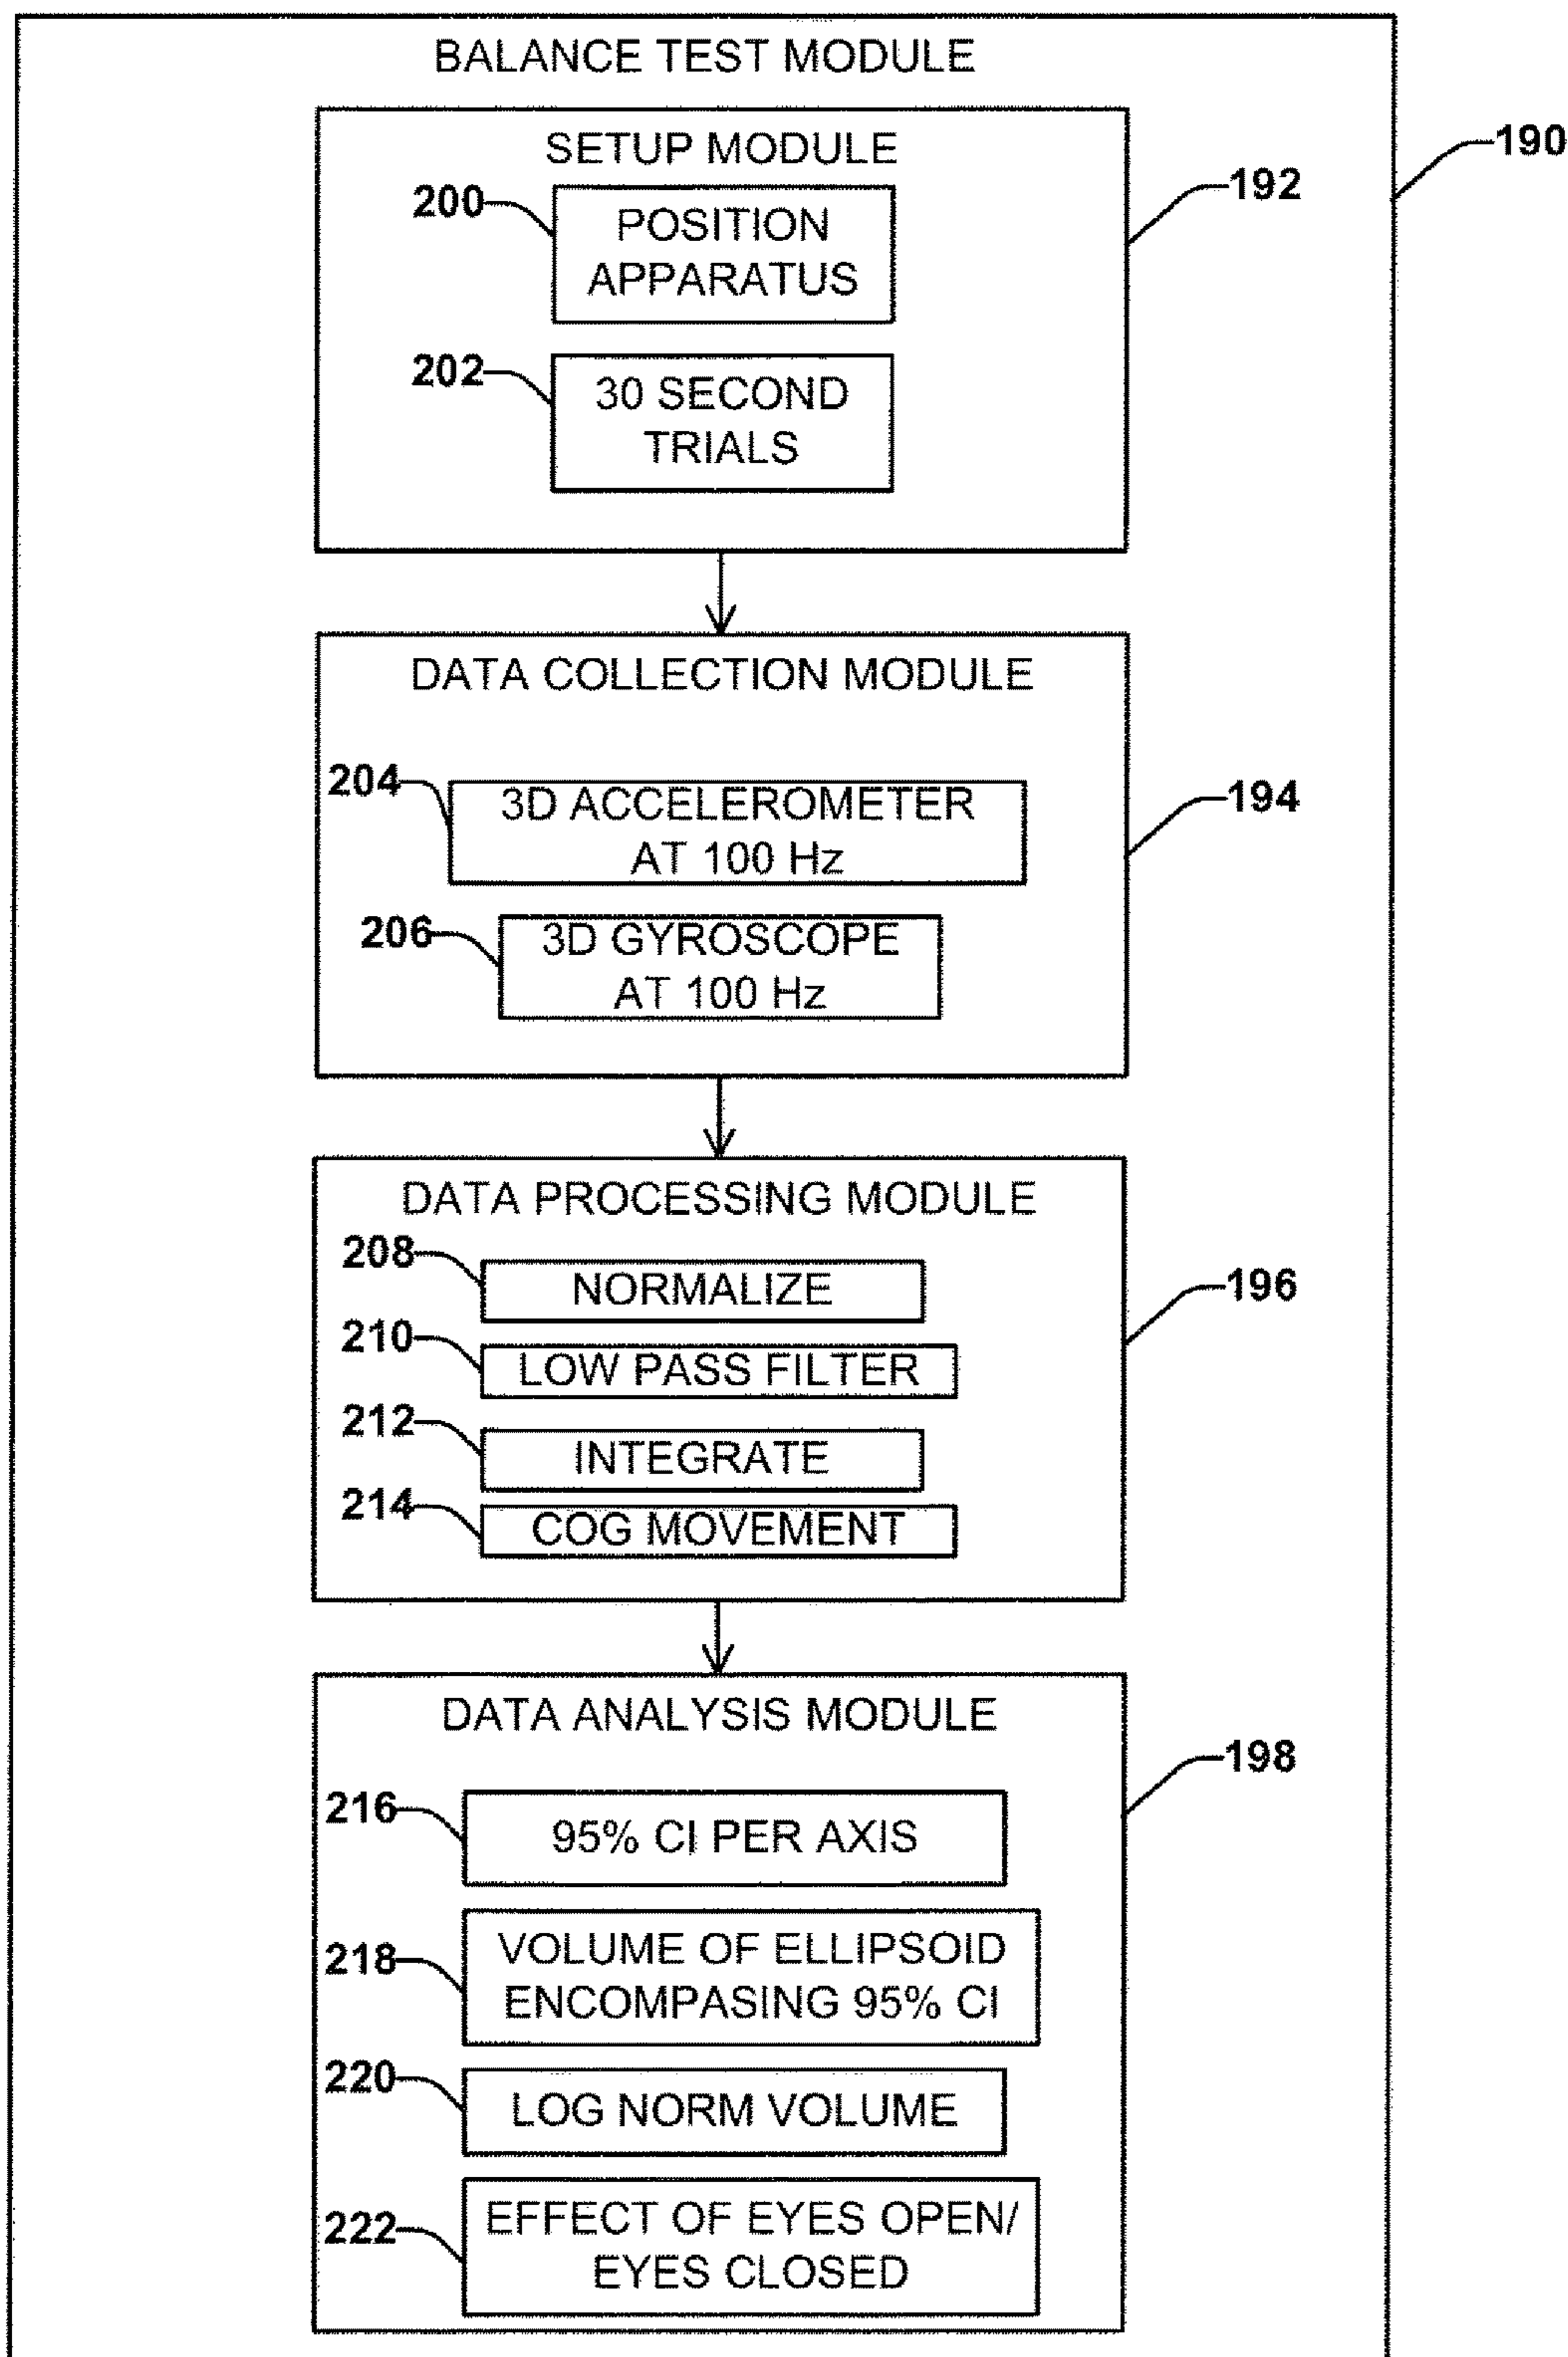 BALANCE TEST MODULE
190
SETUP MODULE
192
200
POSITION
APPARATUS
202
30 SECOND
TRIALS
DATA COLLECTION MODULE
194
204
3D ACCELEROMETER
AT 100 Hz
206
3D GYROSCOPE
AT 100 Hz
DATA PROCESSING MODULE
196
208
NORMALIZE
210
LOW PASS FILTER
212
INTEGRATE
214
COG MOVEMENT
DATA ANALYSIS MODULE
198
216
95% CI PER AXIS
218
VOLUME OF ELLIPSOID
ENCOMPASING 95% CI
220
LOG NORM VOLUME
222
EFFECT OF EYES OPEN/
EYES CLOSED